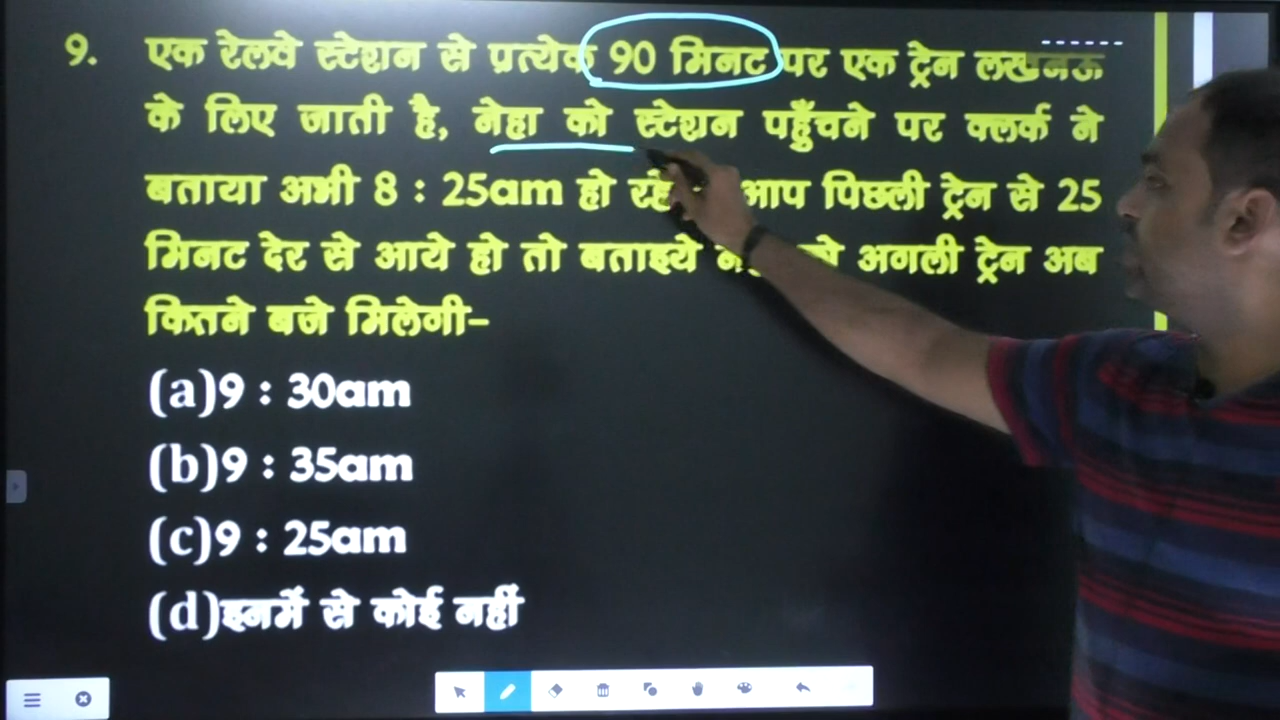 9. एक रेलवे स्टेशन से प्रत्येक 90 मिनट पर एक ट्रेन लखनऊ
के लिए जाती है, नेहा को स्टेशन पहुँचने पर क्लर्क ने
बताया अभी 8 : 25am हो रहे आप पिछली ट्रेन से 25
मिनट देर से आये हो तो बताइये को अगली ट्रेन अब
कितने बजे मिलेगी-
(a)9 : 30am
(b)9 : 35am
(c)9 : 25am
(d)इनमें से कोई नहीं